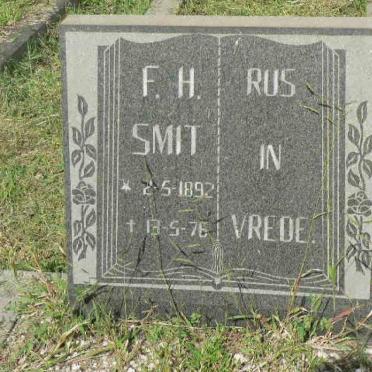 F. H.
SMIT
* 2-5-1892
† 13-5-76
RUS
IN
VREDE.